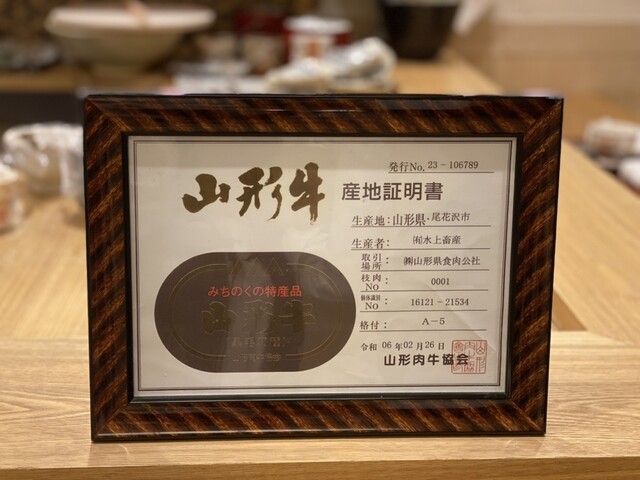 発行No. 23-106789
山形牛 産地証明書
生産地: 山形県・尾花沢市
生産者: ㈲水上畜産
取引場所: ㈱山形県食肉公社
枝肉No 0001
個体識別No: 16121-21534
格付: A-5
みちのくの特産品
山形牛
令和 06年02月26日
山形肉牛協会